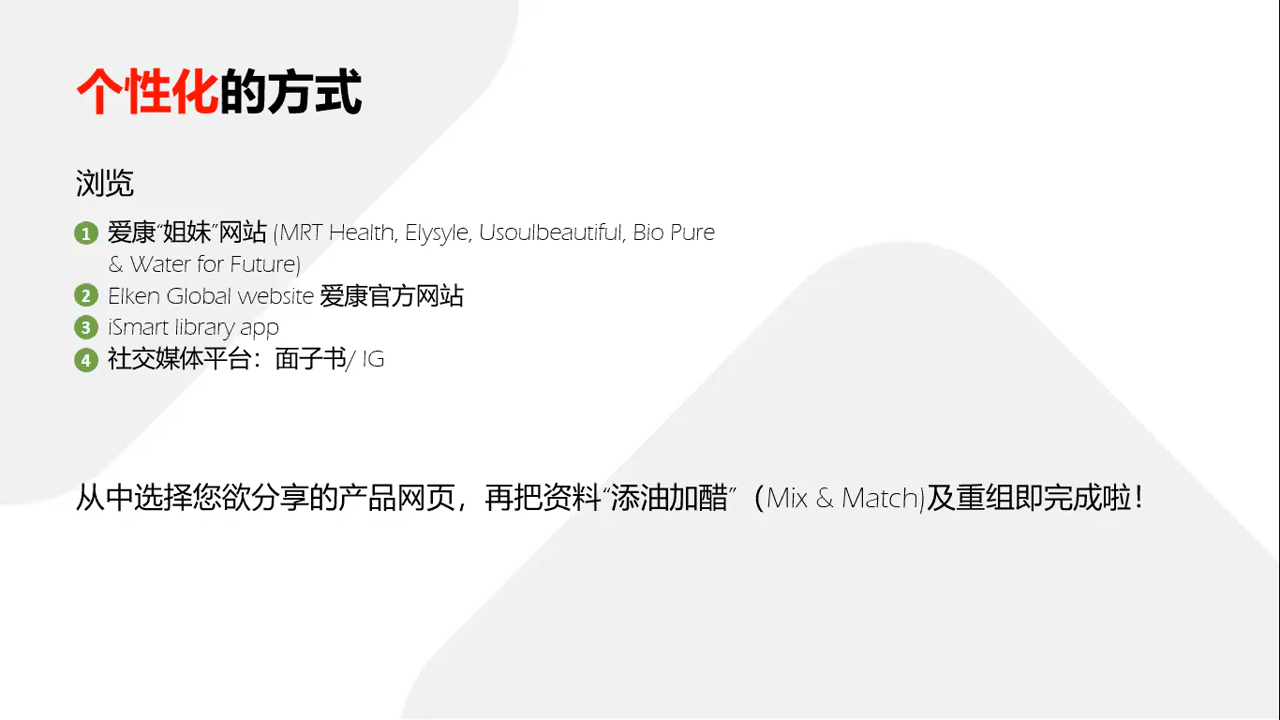 个性化的方式
浏览
1 爱康“姐妹”网站 (MRT Health, Elysyle, Usoulbeautiful, Bio Pure
& Water for Future)
2 Elken Global website 爱康官方网站
3 iSmart library app
4 社交媒体平台：面子书/ IG
从中选择您欲分享的产品网页，再把资料“添油加醋”（Mix & Match)及重组即完成啦！